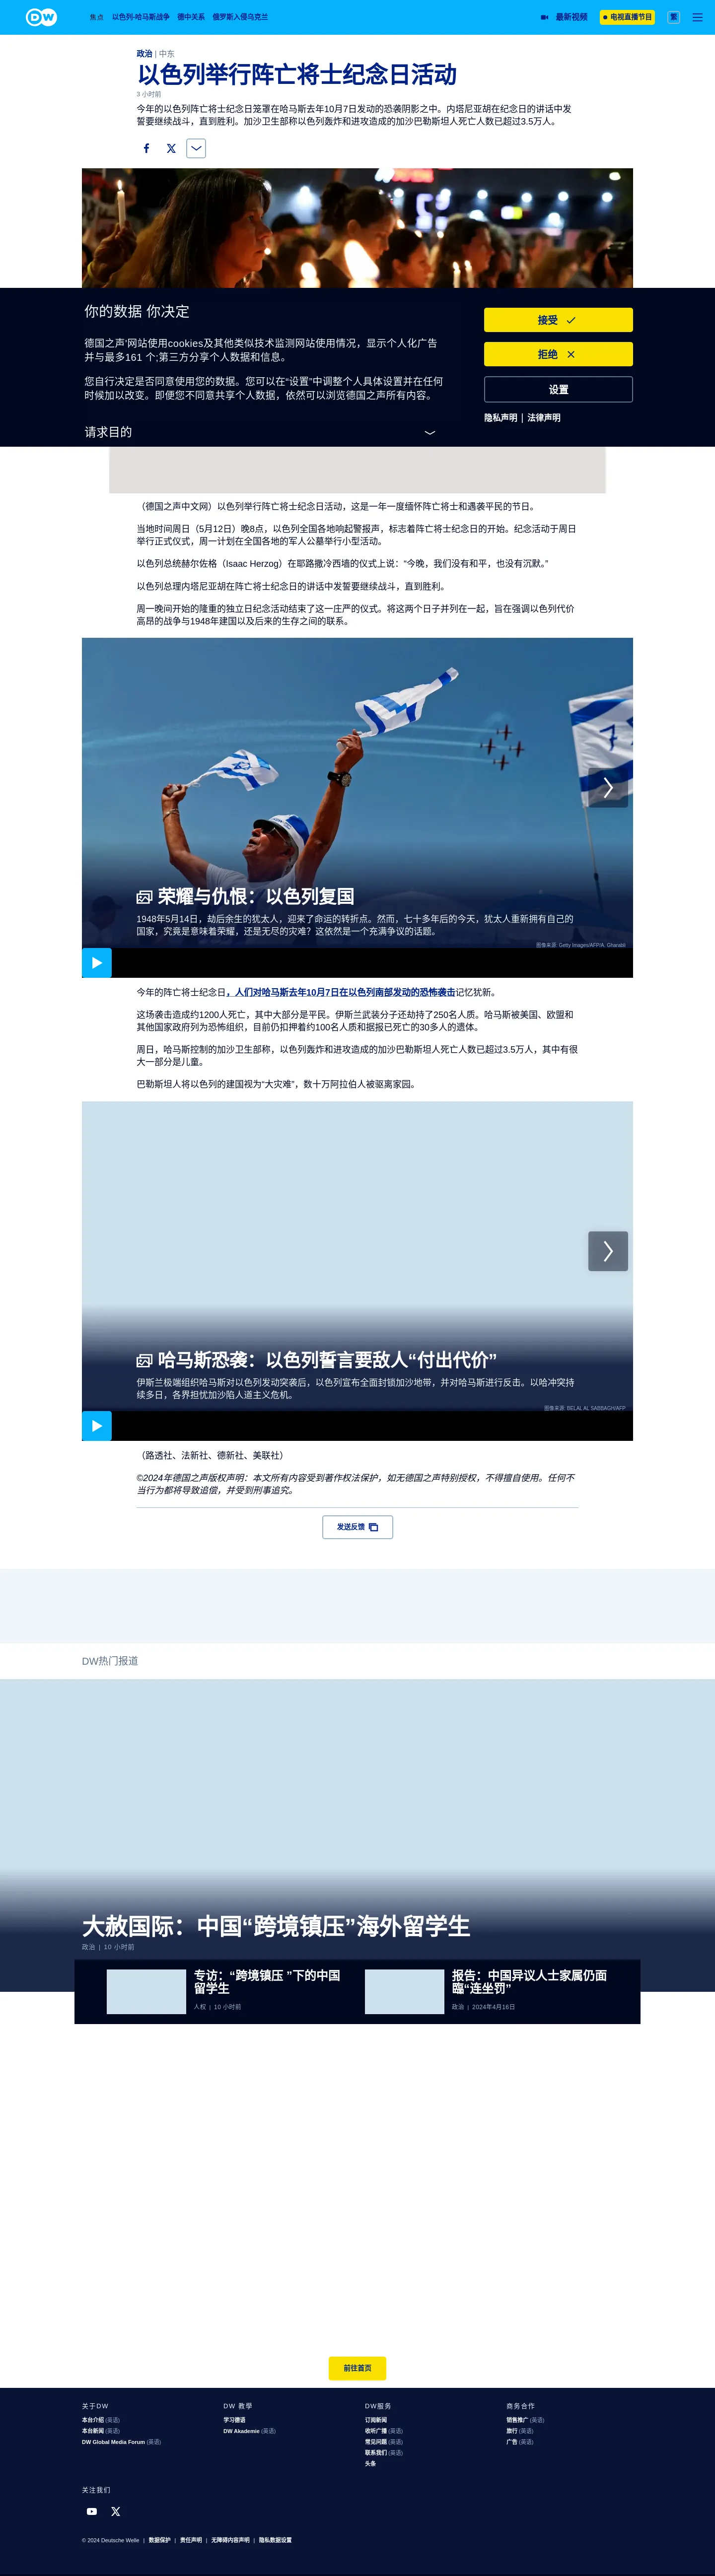 DW
焦点 以色列-哈马斯战争 德中关系 俄罗斯入侵乌克兰 最新视频 电视直播节目 繁
政治 | 中东
以色列举行阵亡将士纪念日活动
3 小时前
今年的以色列阵亡将士纪念日笼罩在哈马斯去年10月7日发动的恐袭阴影之中。内塔尼亚胡在纪念日的讲话中发
誓要继续战斗，直到胜利。加沙卫生部称以色列轰炸和进攻造成的加沙巴勒斯坦人死亡人数已超过3.5万人。
你的数据 你决定
德国之声'网站使用cookies及其他类似技术监测网站使用情况，显示个人化广告
并与最多161 个;第三方分享个人数据和信息。
您自行决定是否同意使用您的数据。您可以在“设置”中调整个人具体设置并在任何
时候加以改变。即便您不同意共享个人数据，依然可以浏览德国之声所有内容。
请求目的
接受
拒绝
设置
隐私声明 | 法律声明
（德国之声中文网）以色列举行阵亡将士纪念日活动，这是一年一度缅怀阵亡将士和遇袭平民的节日。
当地时间周日（5月12日）晚8点，以色列全国各地响起警报声，标志着阵亡将士纪念日的开始。纪念活动于周日
举行正式仪式，周一计划在全国各地的军人公墓举行小型活动。
以色列总统赫尔佐格（Isaac Herzog）在耶路撒冷西墙的仪式上说：“今晚，我们没有和平，也没有沉默。”
以色列总理内塔尼亚胡在阵亡将士纪念日的讲话中发誓要继续战斗，直到胜利。
周一晚间开始的隆重的独立日纪念活动结束了这一庄严的仪式。将这两个日子并列在一起，旨在强调以色列代价
高昂的战争与1948年建国以及后来的生存之间的联系。
荣耀与仇恨：以色列复国
1948年5月14日，劫后余生的犹太人，迎来了命运的转折点。然而，七十多年后的今天，犹太人重新拥有自己的
国家，究竟是意味着荣耀，还是无尽的灾难？这依然是一个充满争议的话题。
图像来源: Getty Images/AFP/A. Gharabli
今年的阵亡将士纪念日，人们对哈马斯去年10月7日在以色列南部发动的恐怖袭击记忆犹新。
这场袭击造成约1200人死亡，其中大部分是平民。伊斯兰武装分子还劫持了250名人质。哈马斯被美国、欧盟和
其他国家政府列为恐怖组织，目前仍扣押着约100名人质和据报已死亡的30多人的遗体。
周日，哈马斯控制的加沙卫生部称，以色列轰炸和进攻造成的加沙巴勒斯坦人死亡人数已超过3.5万人，其中有很
大一部分是儿童。
巴勒斯坦人将以色列的建国视为“大灾难”，数十万阿拉伯人被驱离家园。
哈马斯恐袭：以色列誓言要敌人“付出代价”
伊斯兰极端组织哈马斯对以色列发动突袭后，以色列宣布全面封锁加沙地带，并对哈马斯进行反击。以哈冲突持
续多日，各界担忧加沙陷人道主义危机。
图像来源: BELAL AL SABBAGH/AFP
（路透社、法新社、德新社、美联社）
©2024年德国之声版权声明：本文所有内容受到著作权法保护，如无德国之声特别授权，不得擅自使用。任何不
当行为都将导致追偿，并受到刑事追究。
发送反馈
DW热门报道
大赦国际：中国“跨境镇压”海外留学生
政治 | 10 小时前
专访：“跨境镇压 ”下的中国
留学生
人权 | 10 小时前
报告：中国异议人士家属仍面
臨“连坐罚”
政治 | 2024年4月16日
前往首页
关于DW
本台介绍 (英语)
本台新闻 (英语)
DW Global Media Forum (英语)
DW 教學
学习德语
DW Akademie (英语)
DW服务
订阅新闻
收听广播 (英语)
常见问题 (英语)
联系我们 (英语)
头条
商务合作
销售推广 (英语)
旅行 (英语)
广告 (英语)
关注我们
© 2024 Deutsche Welle | 数据保护 | 责任声明 | 无障碍内容声明 | 隐私数据设置